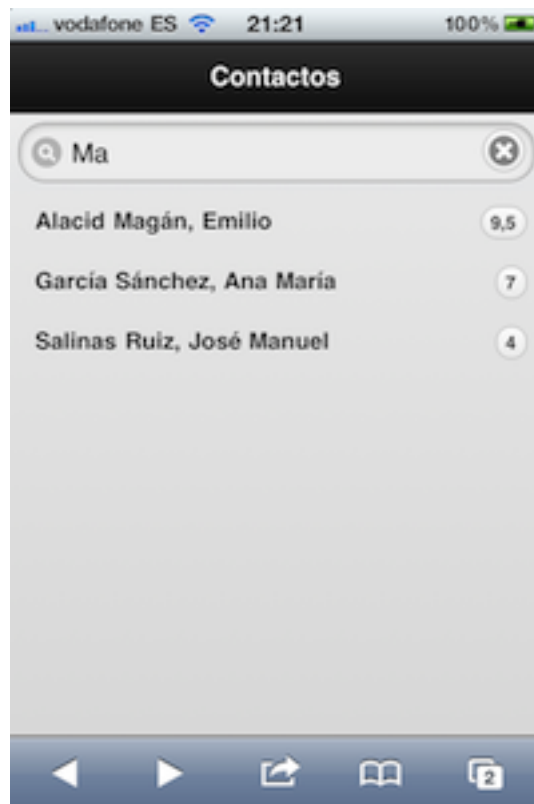 vodafone ES 21:21 100%
Contactos
Ma
Alacid Magán, Emilio 9,5
García Sánchez, Ana María 7
Salinas Ruiz, José Manuel 4
2